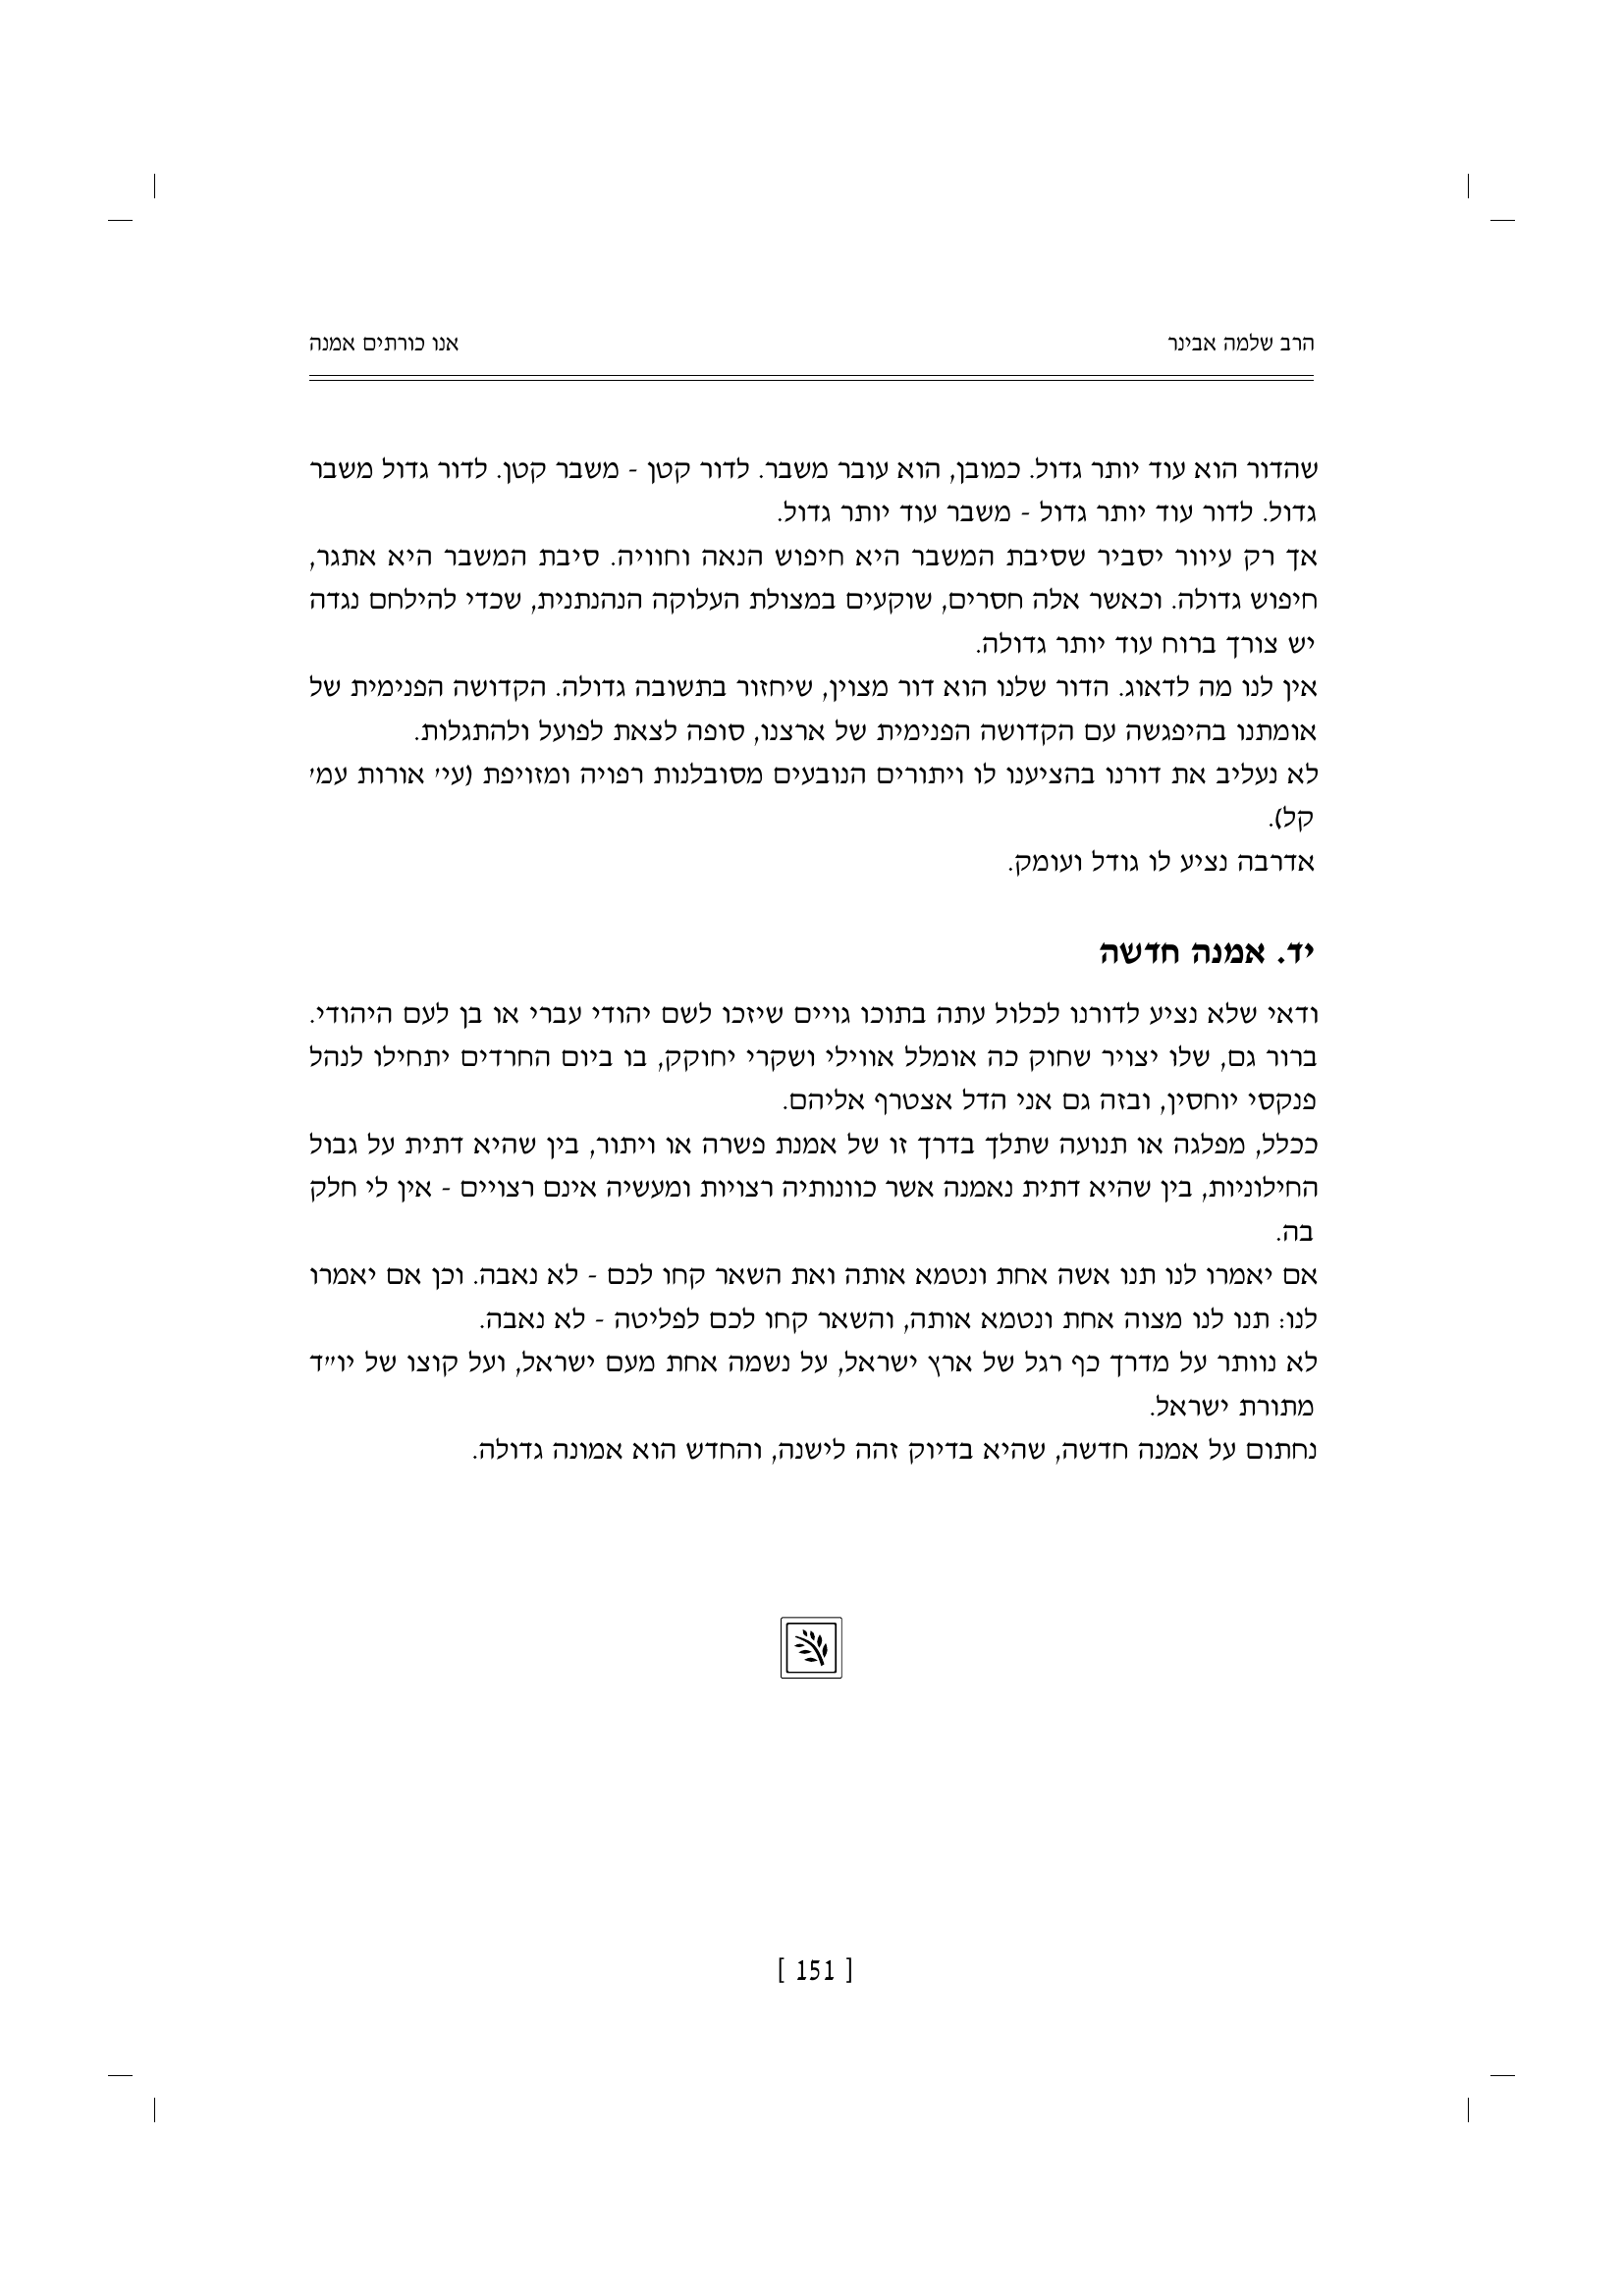 הרב שלמה אבינר
אנו כורתים אמנה
שהדור הוא עוד יותר גדול. כמובן, הוא עובר משבר. לדור קטן - משבר קטן. לדור גדול משבר
גדול. לדור עוד יותר גדול - משבר עוד יותר גדול.
אך רק עיוור יסביר שסיבת המשבר היא חיפוש הנאה וחוויה. סיבת המשבר היא אתגר,
חיפוש גדולה. וכאשר אלה חסרים, שוקעים במצולת העלוקה הנהנתנית, שכדי להילחם נגדה
יש צורך ברוח עוד יותר גדולה.
אין לנו מה לדאוג. הדור שלנו הוא דור מצוין, שיחזור בתשובה גדולה. הקדושה הפנימית של
אומתנו בהיפגשה עם הקדושה הפנימית של ארצנו, סופה לצאת לפועל ולהתגלות.
לא נעליב את דורנו בהציענו לו ויתורים הנובעים מסובלנות רפויה ומזויפת (עי' אורות עמ'
קל).
אדרבה נציע לו גודל ועומק.
יד. אמנה חדשה
ודאי שלא נציע לדורנו לכלול עתה בתוכו גויים שיזכו לשם יהודי עברי או בן לעם היהודי.
ברור גם, שלוּ יצויר שחוק כה אומלל אווילי ושקרי יחוקק, בו ביום החרדים יתחילו לנהל
פנקסי יוחסין, ובזה גם אני הדל אצטרף אליהם.
ככלל, מפלגה או תנועה שתלך בדרך זו של אמנת פשרה או ויתור, בין שהיא דתית על גבול
החילוניות, בין שהיא דתית נאמנה אשר כוונותיה רצויות ומעשיה אינם רצויים - אין לי חלק
בה.
אם יאמרו לנו תנו אשה אחת ונטמא אותה ואת השאר קחו לכם - לא נאבה. וכן אם יאמרו
לנו: תנו לנו מצוה אחת ונטמא אותה, והשאר קחו לכם לפליטה - לא נאבה.
לא נוותר על מדרך כף רגל של ארץ ישראל, על נשמה אחת מעם ישראל, ועל קוצו של יו"ד
מתורת ישראל.
נחתום על אמנה חדשה, שהיא בדיוק זהה לישנה, והחדש הוא אמונה גדולה.
[ 151 ]